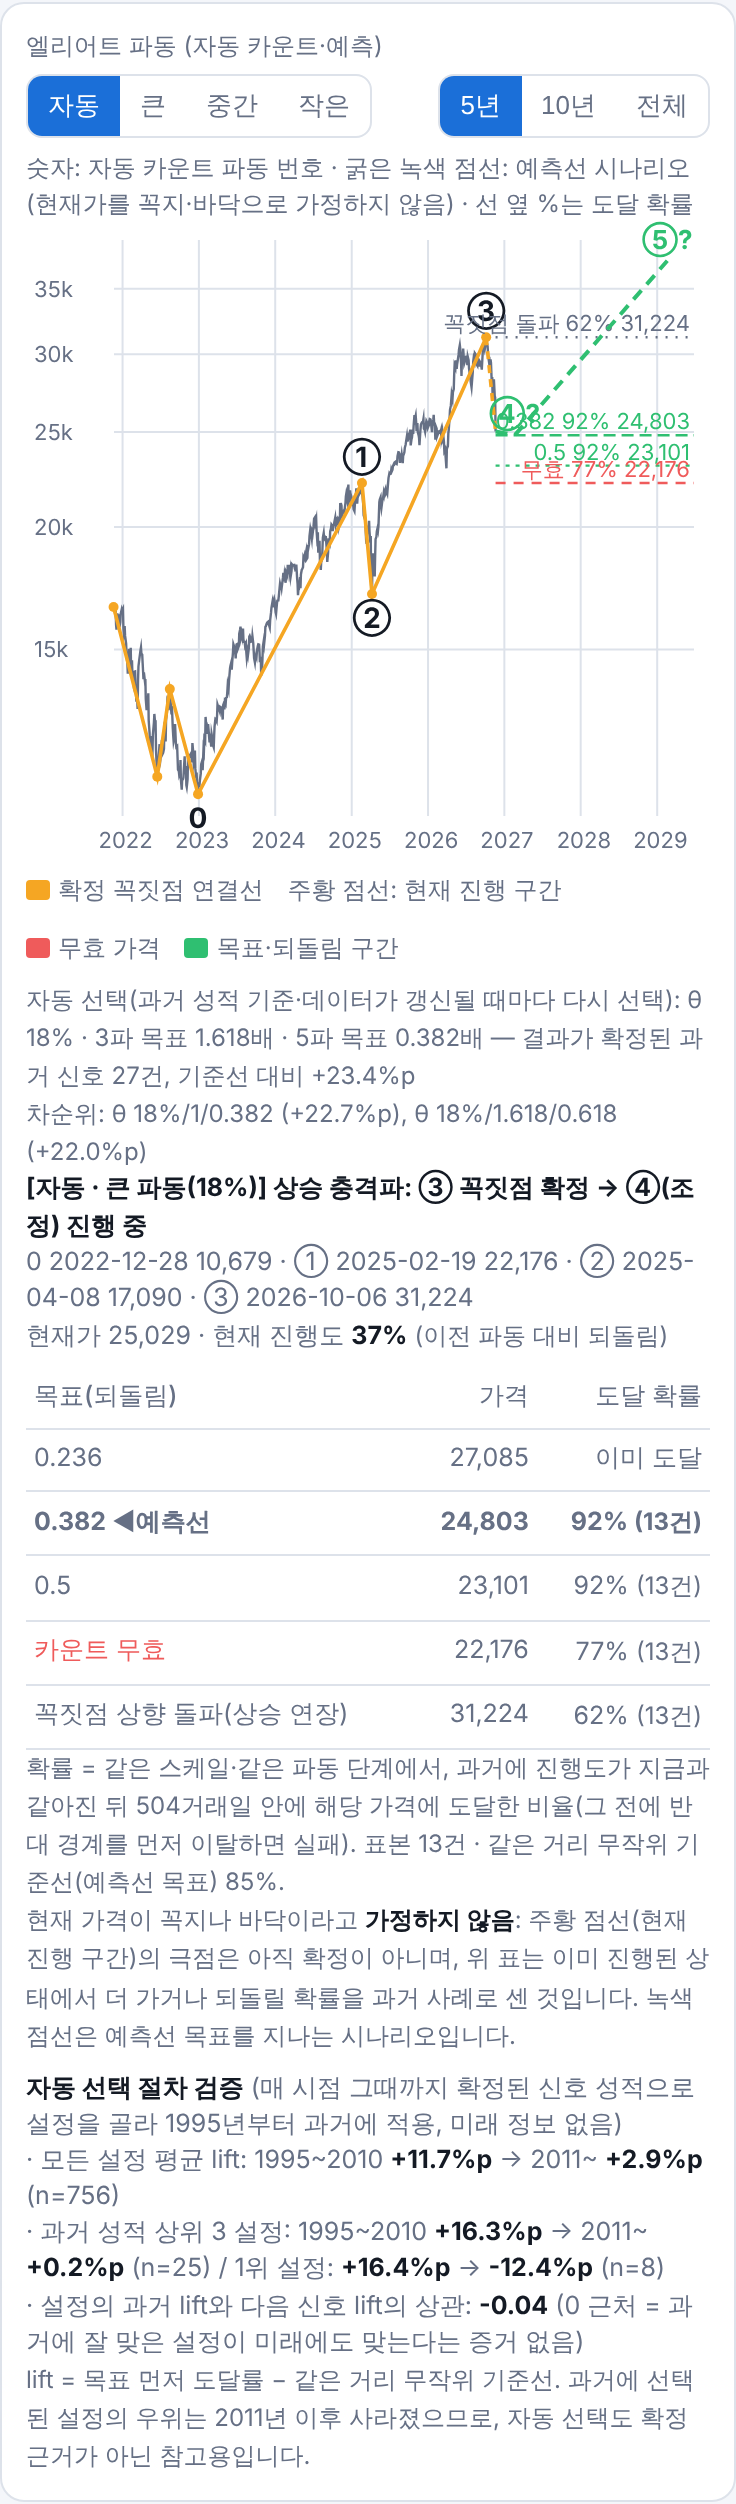 엘리어트 파동 (자동 카운트·예측)
자동 큰 중간 작은 5년 10년 전체
숫자: 자동 카운트 파동 번호 · 굵은 녹색 점선: 예측선 시나리오
(현재가를 꼭지·바닥으로 가정하지 않음) · 선 옆 %는 도달 확률
⑤?
35k
③
꼭짓점 돌파 62% 31,224
30k
④?
0.382 92% 24,803
25k
0.5 92% 23,101
무효 77% 22,176
①
20k
②
15k
0
2022 2023 2024 2025 2026 2027 2028 2029
확정 꼭짓점 연결선 주황 점선: 현재 진행 구간
무효 가격 목표·되돌림 구간
자동 선택(과거 성적 기준·데이터가 갱신될 때마다 다시 선택): θ
18% · 3파 목표 1.618배 · 5파 목표 0.382배 — 결과가 확정된 과
거 신호 27건, 기준선 대비 +23.4%p
차순위: θ 18%/1/0.382 (+22.7%p), θ 18%/1.618/0.618
(+22.0%p)
[자동 · 큰 파동(18%)] 상승 충격파: ③ 꼭짓점 확정 → ④(조
정) 진행 중
0 2022-12-28 10,679 · ① 2025-02-19 22,176 · ② 2025-
04-08 17,090 · ③ 2026-10-06 31,224
현재가 25,029 · 현재 진행도 37% (이전 파동 대비 되돌림)
목표(되돌림) 가격 도달 확률
0.236 27,085 이미 도달
0.382 ◀예측선 24,803 92% (13건)
0.5 23,101 92% (13건)
카운트 무효 22,176 77% (13건)
꼭짓점 상향 돌파(상승 연장) 31,224 62% (13건)
확률 = 같은 스케일·같은 파동 단계에서, 과거에 진행도가 지금과
같아진 뒤 504거래일 안에 해당 가격에 도달한 비율(그 전에 반
대 경계를 먼저 이탈하면 실패). 표본 13건 · 같은 거리 무작위 기
준선(예측선 목표) 85%.
현재 가격이 꼭지나 바닥이라고 가정하지 않음: 주황 점선(현재
진행 구간)의 극점은 아직 확정이 아니며, 위 표는 이미 진행된 상
태에서 더 가거나 되돌릴 확률을 과거 사례로 센 것입니다. 녹색
점선은 예측선 목표를 지나는 시나리오입니다.
자동 선택 절차 검증 (매 시점 그때까지 확정된 신호 성적으로
설정을 골라 1995년부터 과거에 적용, 미래 정보 없음)
· 모든 설정 평균 lift: 1995~2010 +11.7%p → 2011~ +2.9%p
(n=756)
· 과거 성적 상위 3 설정: 1995~2010 +16.3%p → 2011~
+0.2%p (n=25) / 1위 설정: +16.4%p → -12.4%p (n=8)
· 설정의 과거 lift와 다음 신호 lift의 상관: -0.04 (0 근처 = 과
거에 잘 맞은 설정이 미래에도 맞는다는 증거 없음)
lift = 목표 먼저 도달률 − 같은 거리 무작위 기준선. 과거에 선택
된 설정의 우위는 2011년 이후 사라졌으므로, 자동 선택도 확정
근거가 아닌 참고용입니다.